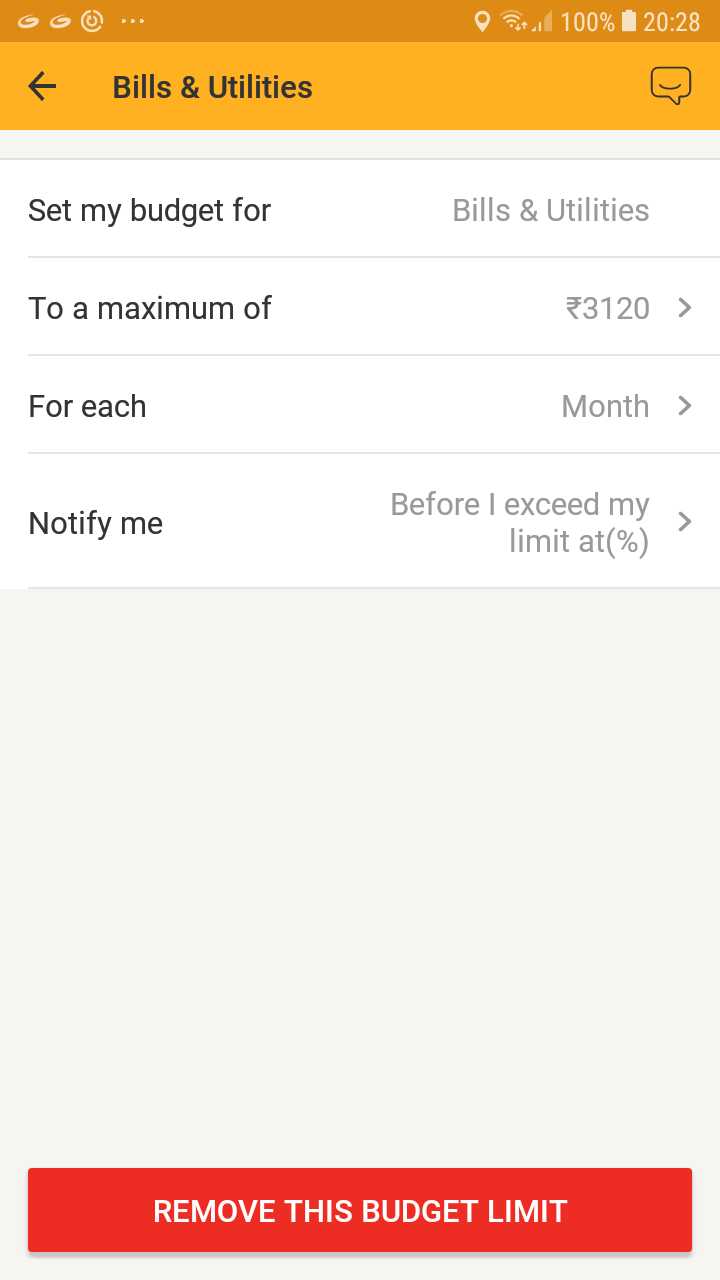 100% 20:28
Bills & Utilities
Set my budget for Bills & Utilities
To a maximum of ₹3120
For each Month
Notify me Before I exceed my
limit at(%)
REMOVE THIS BUDGET LIMIT